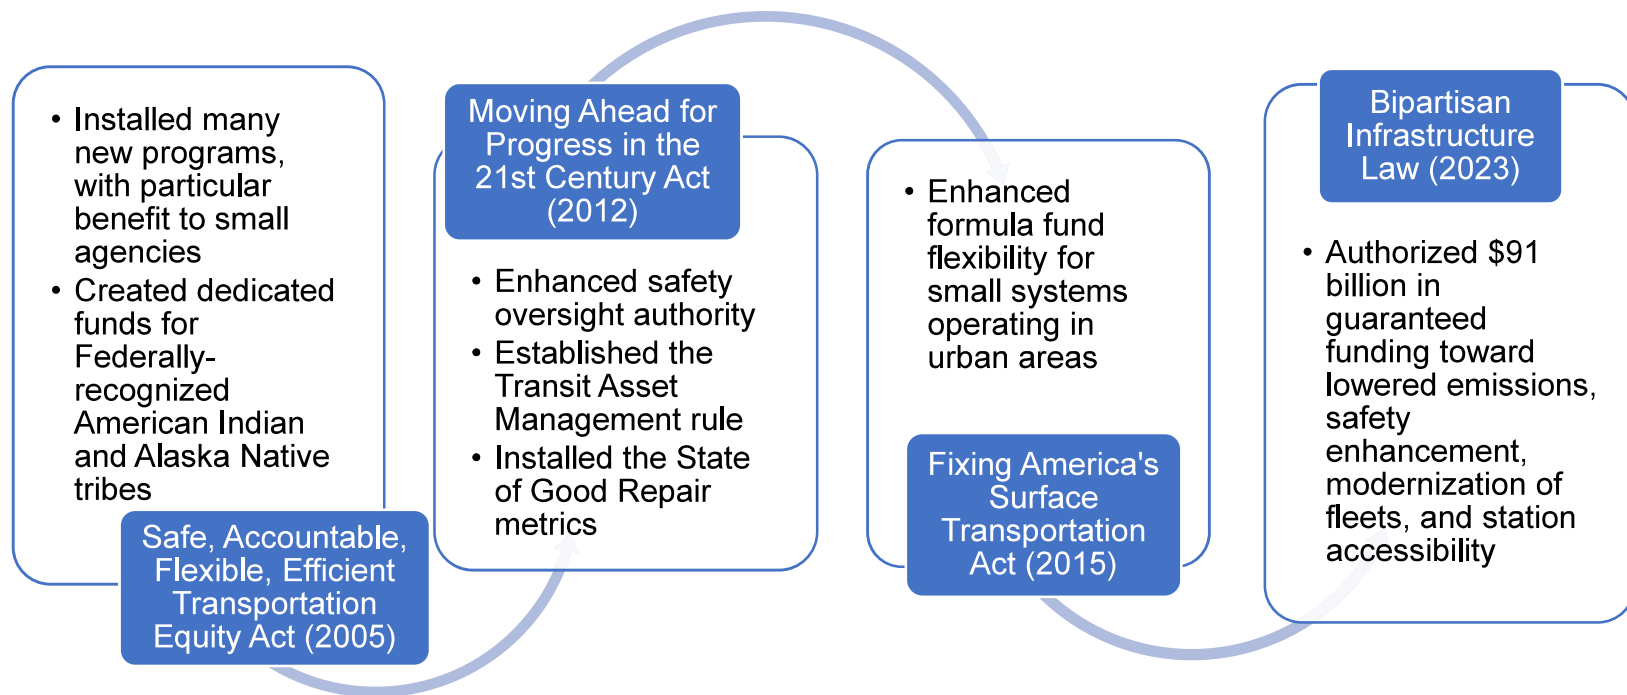 • Installed many
new programs,
with particular
benefit to small
agencies
• Created dedicated
funds for
Federally-
recognized
American Indian
and Alaska Native
tribes
Safe, Accountable,
Flexible, Efficient
Transportation
Equity Act (2005)
Moving Ahead for
Progress in the
21st Century Act
(2012)
• Enhanced safety
oversight authority
• Established the
Transit Asset
Management rule
• Installed the State
of Good Repair
metrics
• Enhanced
formula fund
flexibility for
small systems
operating in
urban areas
Fixing America's
Surface
Transportation
Act (2015)
Bipartisan
Infrastructure
Law (2023)
• Authorized $91
billion in
guaranteed
funding toward
lowered emissions,
safety
enhancement,
modernization of
fleets, and station
accessibility